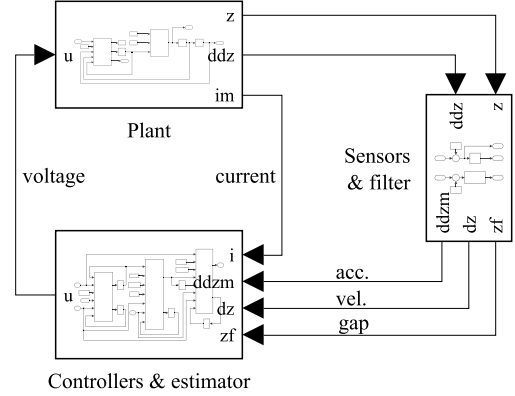 z
u
ddz
im
Plant
ddz
z
Sensors
& filter
ddzm
dz
zf
voltage
current
i
ddzm
u
dz
zf
acc.
vel.
gap
Controllers & estimator